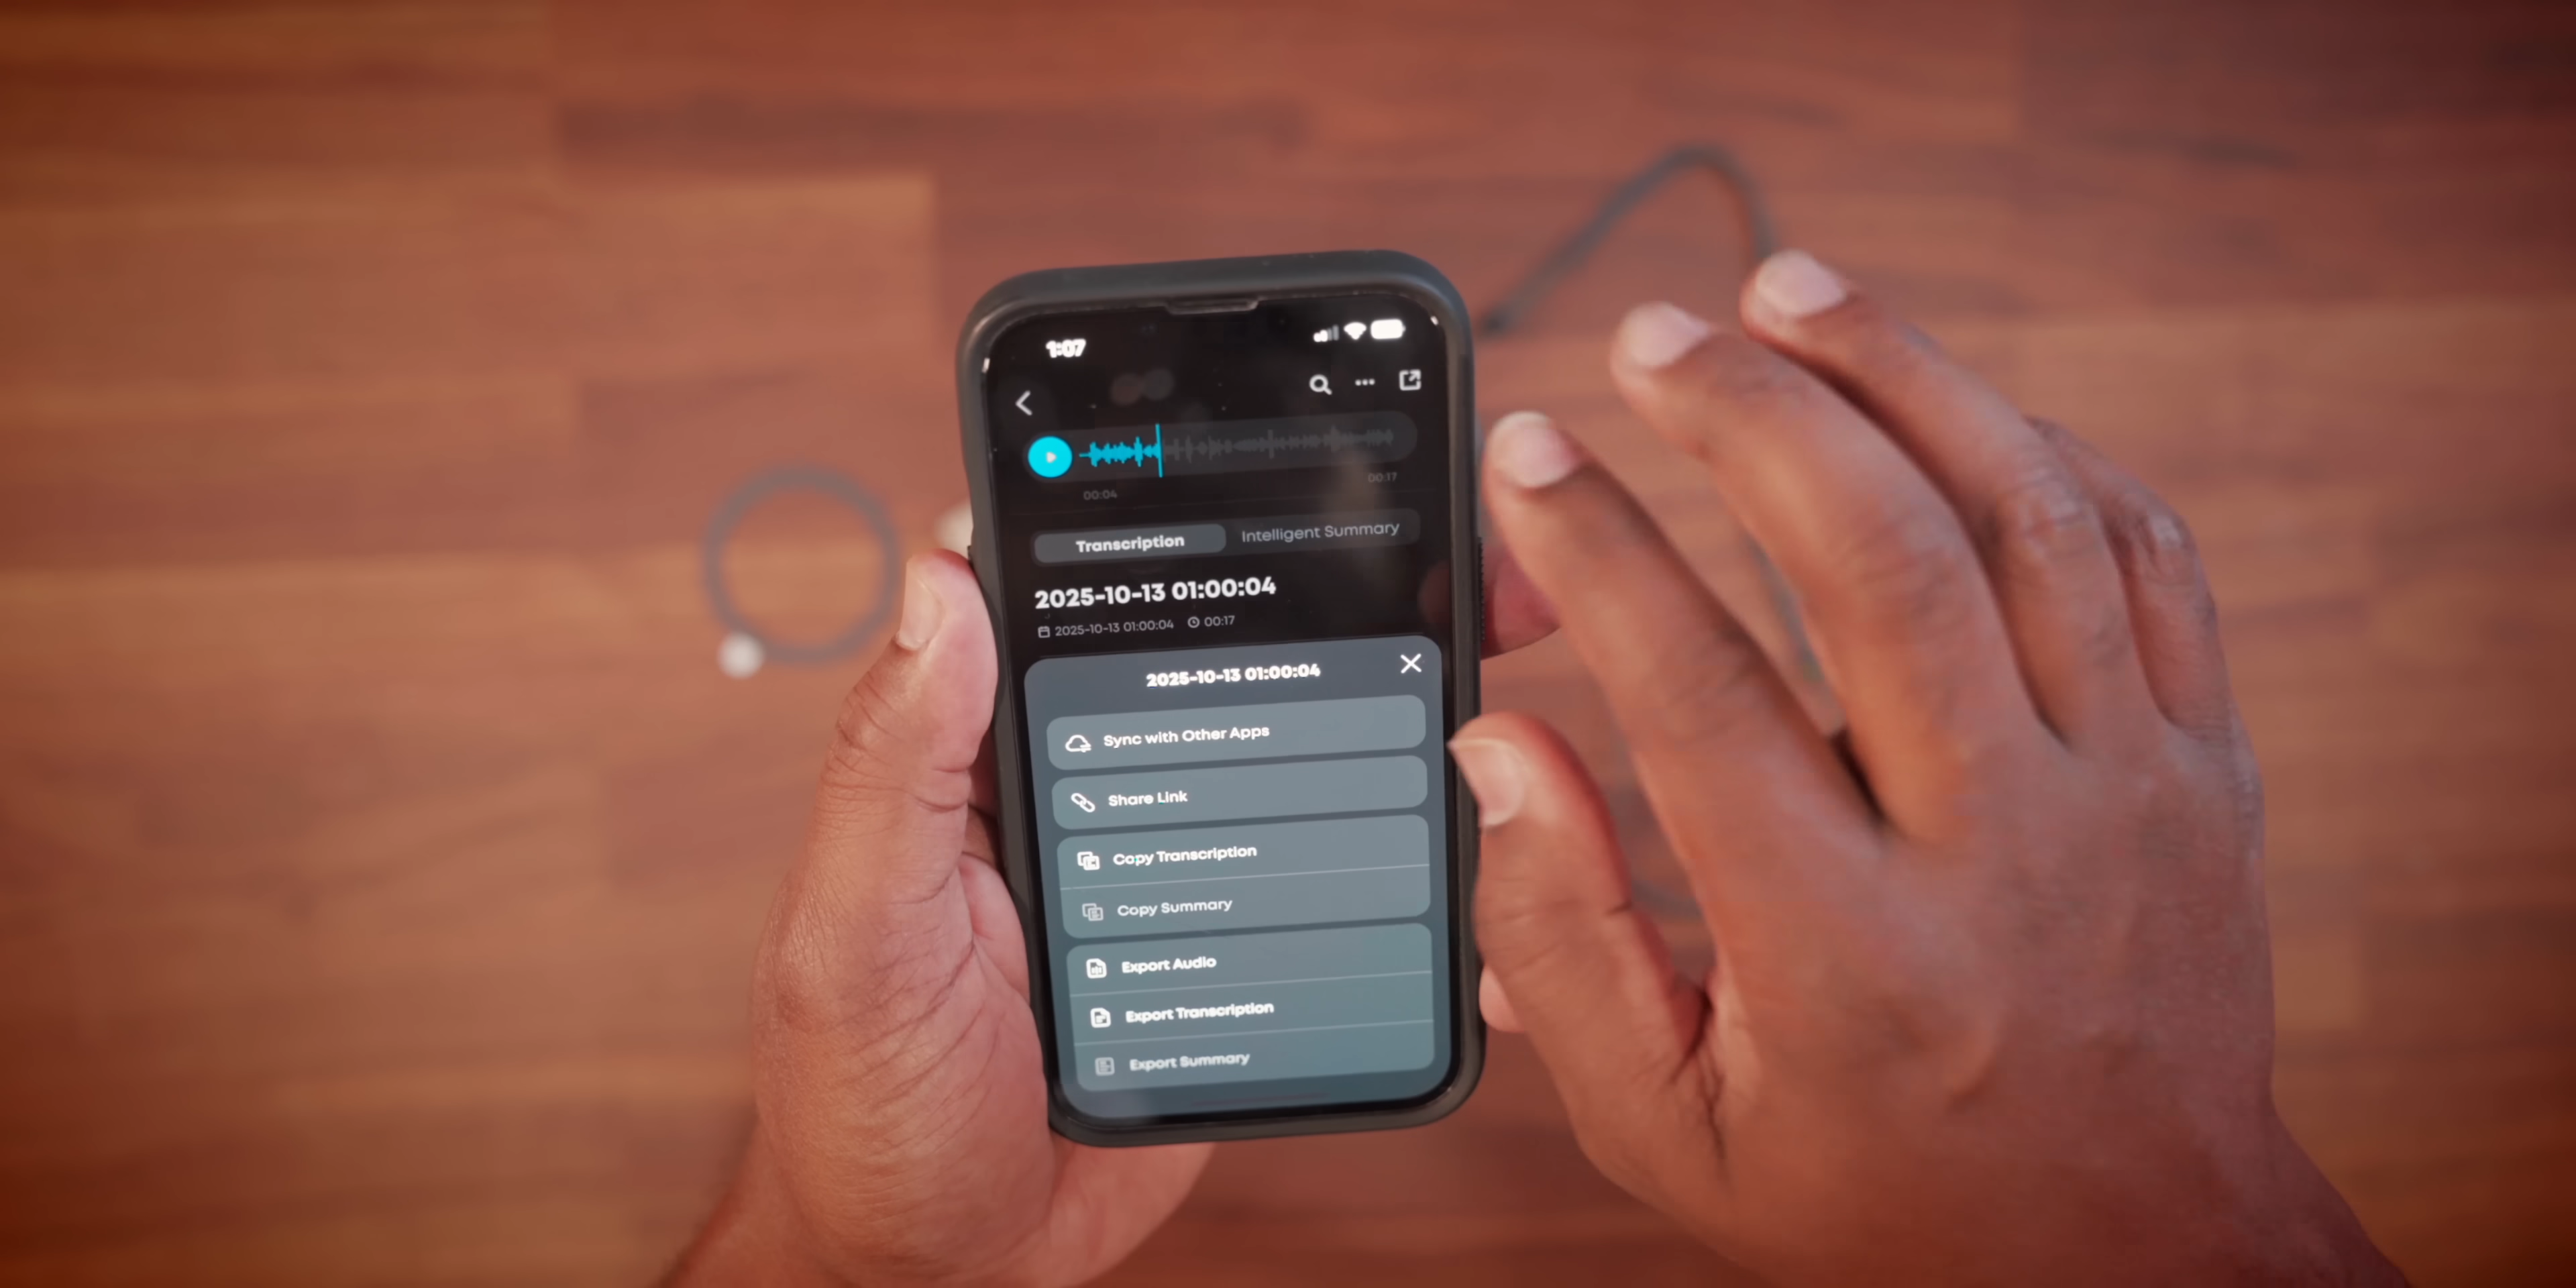 1:07
00:04
00:17
Transcription
Intelligent Summary
2025-10-13 01:00:04
2025-10-13 01:00:04 00:17
2025-10-13 01:00:04
Sync with Other Apps
Share Link
Copy Transcription
Copy Summary
Export Audio
Export Transcription
Export Summary